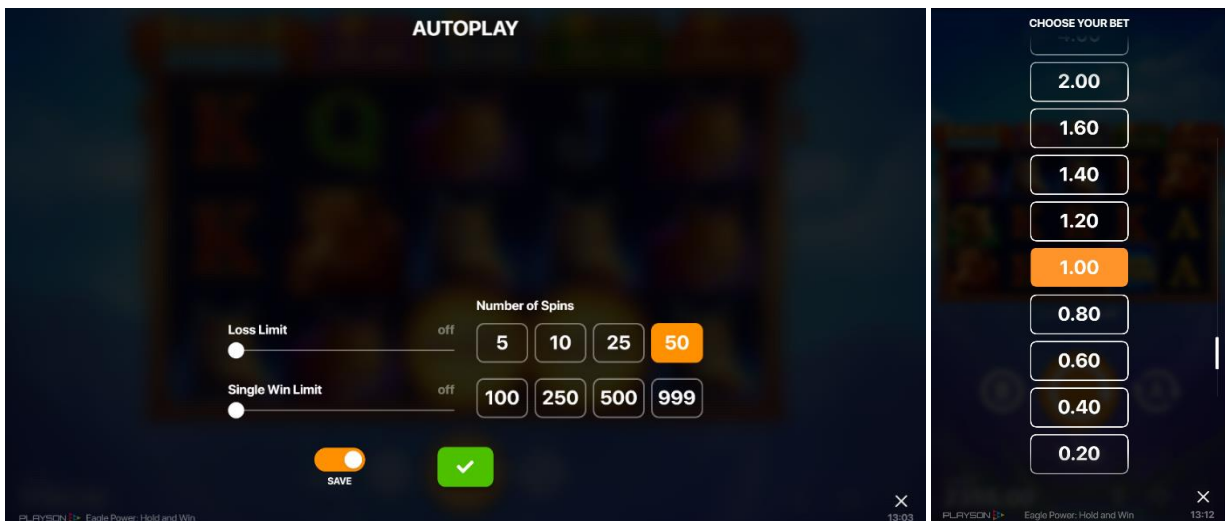 AUTOPLAY
Number of Spins
Loss Limit off
5 10 25 50
Single Win Limit off
100 250 500 999
SAVE
PLAYSON Eagle Power: Hold and Win
13:03
CHOOSE YOUR BET
4.00
2.00
1.60
1.40
1.20
1.00
0.80
0.60
0.40
0.20
PLAYSON Eagle Power: Hold and Win
13:12